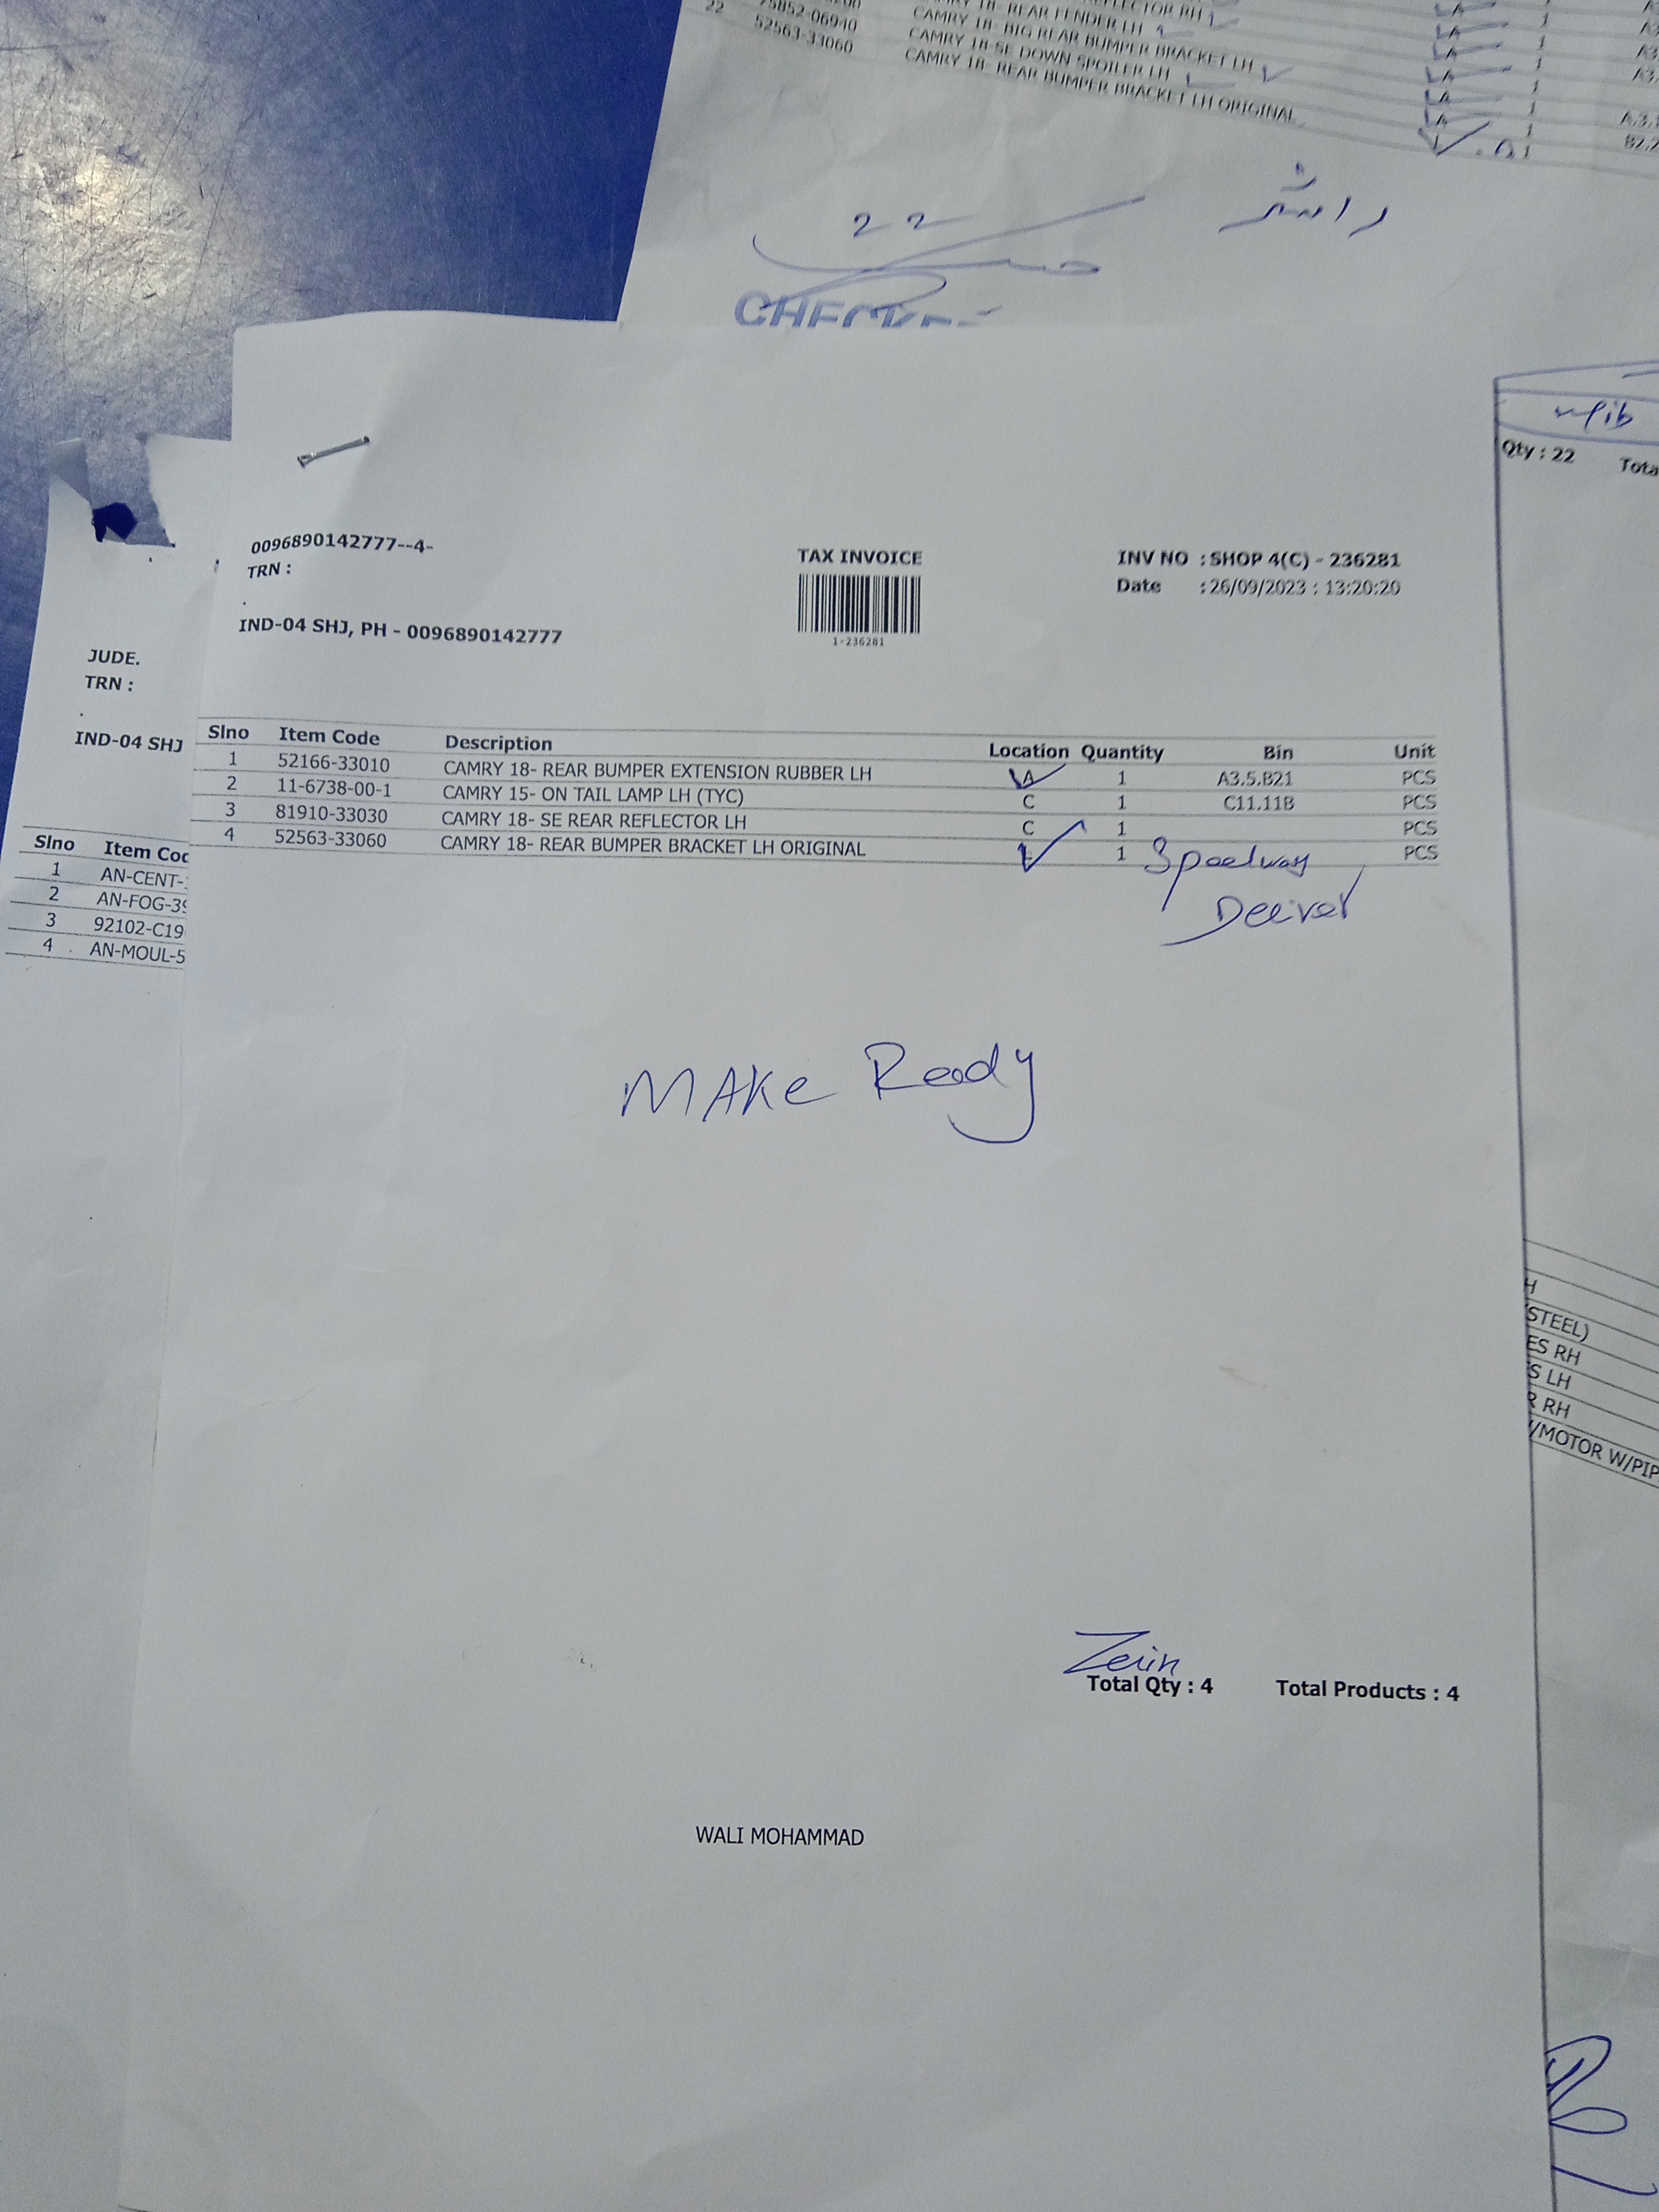 22 75852-06940 CAMRY 18- REAR FENDER LH
CAMRY 18- BIG REAR BUMPER BRACKET LH
CAMRY 18-SE DOWN SPOILER LH
52563-33060 CAMRY 18- REAR BUMPER BRACKET LH ORIGINAL
22
Qty : 22
0096890142777--4-
TRN :
.
IND-04 SHJ, PH - 0096890142777
TAX INVOICE
1-236281
INV NO : SHOP 4(C) - 236281
Date : 26/09/2023 : 13:20:20
Slno Item Code Description Location Quantity Bin Unit
1 52166-33010 CAMRY 18- REAR BUMPER EXTENSION RUBBER LH A 1 A3.5.B21 PCS
2 11-6738-00-1 CAMRY 15- ON TAIL LAMP LH (TYC) C 1 C11.11B PCS
3 81910-33030 CAMRY 18- SE REAR REFLECTOR LH C 1 PCS
4 52563-33060 CAMRY 18- REAR BUMPER BRACKET LH ORIGINAL 1 PCS
MAKe Ready
Zein
Total Qty : 4 Total Products : 4
WALI MOHAMMAD
JUDE.
TRN :
.
IND-04 SHJ
Slno Item Coc
1 AN-CENT-
2 AN-FOG-39
3 92102-C19
4 AN-MOUL-5
H
(STEEL)
ES RH
S LH
R RH
/MOTOR W/PIP